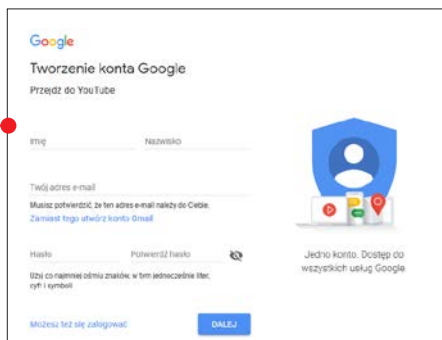 Google
Tworzenie konta Google
Przejdź do YouTube
Imię
Nazwisko
Twój adres e-mail
Musisz potwierdzić, że ten adres e-mail należy do Ciebie.
Zamiast tego utwórz konto Gmail
Hasło
Potwierdź hasło
Użyj co najmniej ośmiu znaków, w tym jednocześnie liter,
cyfr i symboli
Możesz też się zalogować
DALEJ
Jedno konto. Dostęp do
wszystkich usług Google.